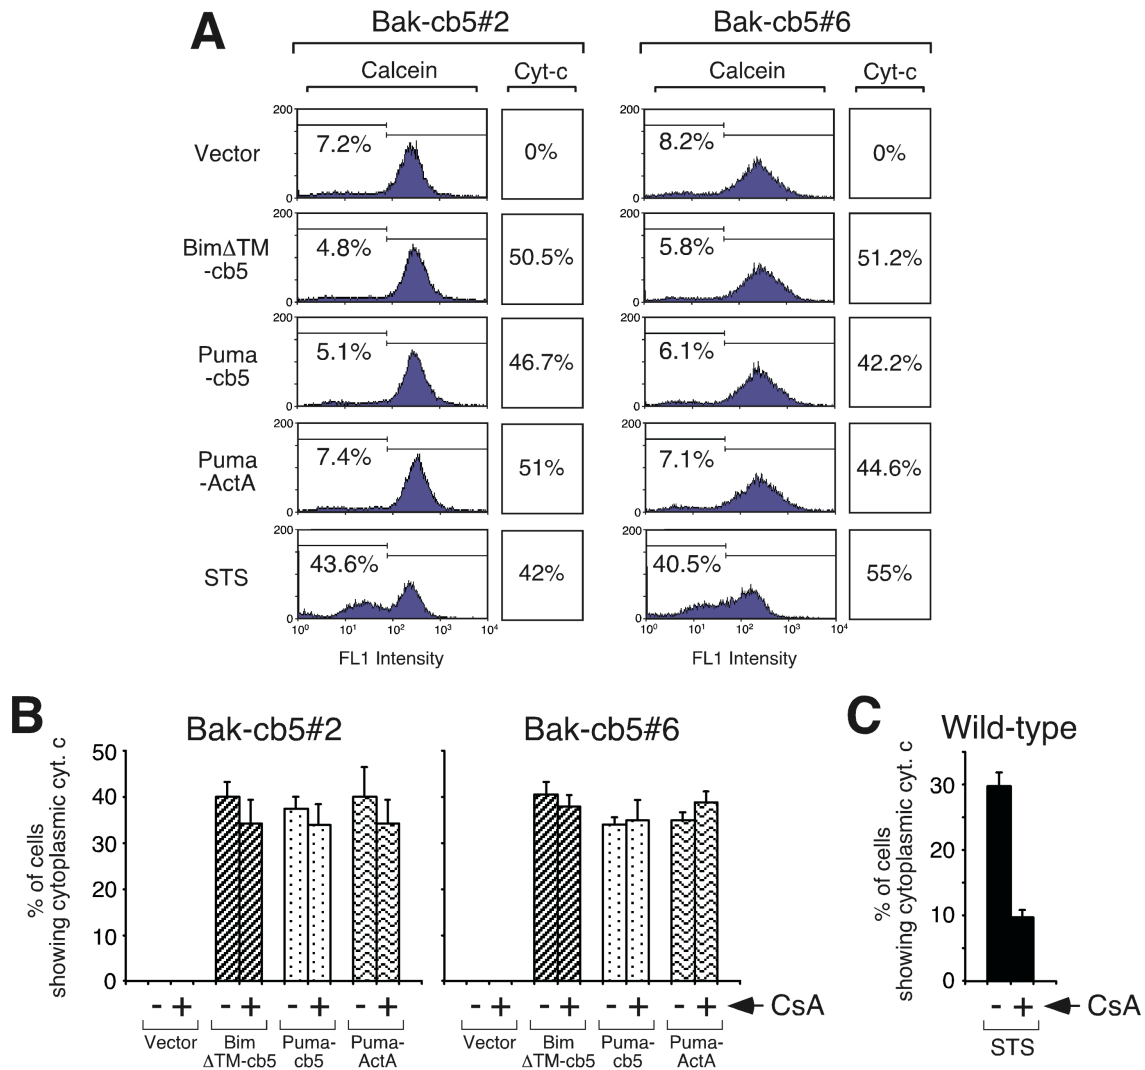 A
Bak-cb5#2
Bak-cb5#6
Calcein
Cyt-c
Calcein
Cyt-c
Vector
200
0
7.2%
0%
200
0
8.2%
0%
BimΔTM
-cb5
200
0
4.8%
50.5%
200
0
5.8%
51.2%
Puma
-cb5
200
0
5.1%
46.7%
200
0
6.1%
42.2%
Puma
-ActA
200
0
7.4%
51%
200
0
7.1%
44.6%
STS
200
0
43.6%
42%
200
0
40.5%
55%
10⁰ 10¹ 10² 10³ 10⁴
10⁰ 10¹ 10² 10³ 10⁴
FL1 Intensity
FL1 Intensity
B
Bak-cb5#2
Bak-cb5#6
% of cells
showing cytoplasmic cyt. c
50
40
30
20
10
0
- + - + - + - +
- + - + - + - +
CsA
Vector
Bim
ΔTM-cb5
Puma-
cb5
Puma-
ActA
Vector
Bim
ΔTM-cb5
Puma-
cb5
Puma-
ActA
C
Wild-type
% of cells
showing cytoplasmic cyt. c
30
20
10
0
- +
CsA
STS